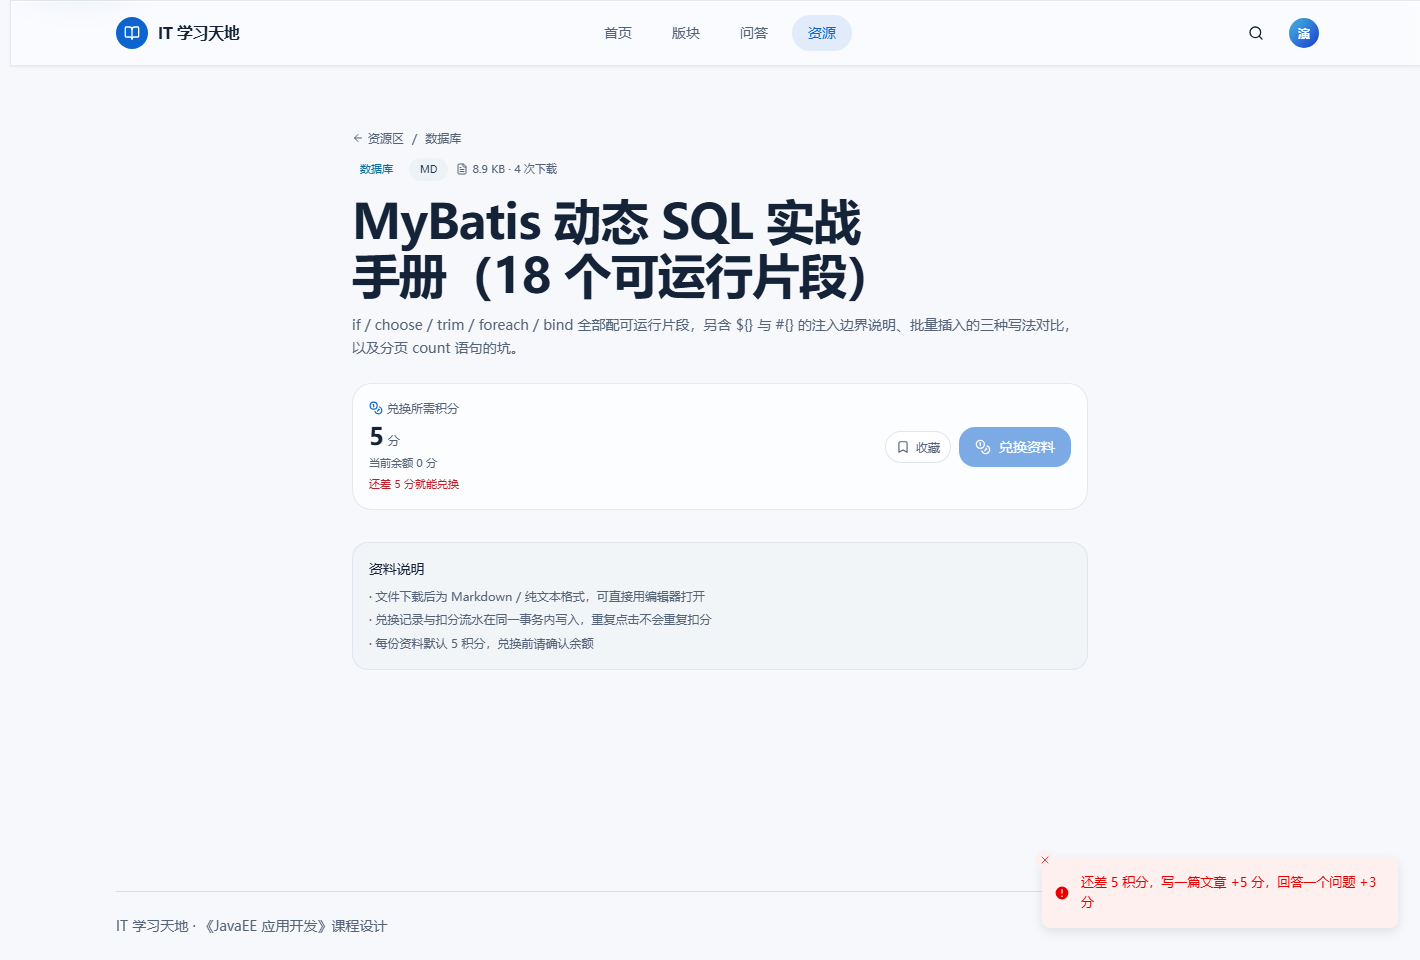 IT 学习天地
首页
版块
问答
资源
演
← 资源区 / 数据库
数据库 MD 8.9 KB · 4 次下载
MyBatis 动态 SQL 实战
手册（18 个可运行片段）
if / choose / trim / foreach / bind 全部配可运行片段，另含 ${} 与 #{} 的注入边界说明、批量插入的三种写法对比，
以及分页 count 语句的坑。
兑换所需积分
5 分
当前余额 0 分
还差 5 分就能兑换
收藏
兑换资料
资料说明
· 文件下载后为 Markdown / 纯文本格式，可直接用编辑器打开
· 兑换记录与扣分流水在同一事务内写入，重复点击不会重复扣分
· 每份资料默认 5 积分，兑换前请确认余额
还差 5 积分，写一篇文章 +5 分，回答一个问题 +3
分
IT 学习天地 · 《JavaEE 应用开发》课程设计